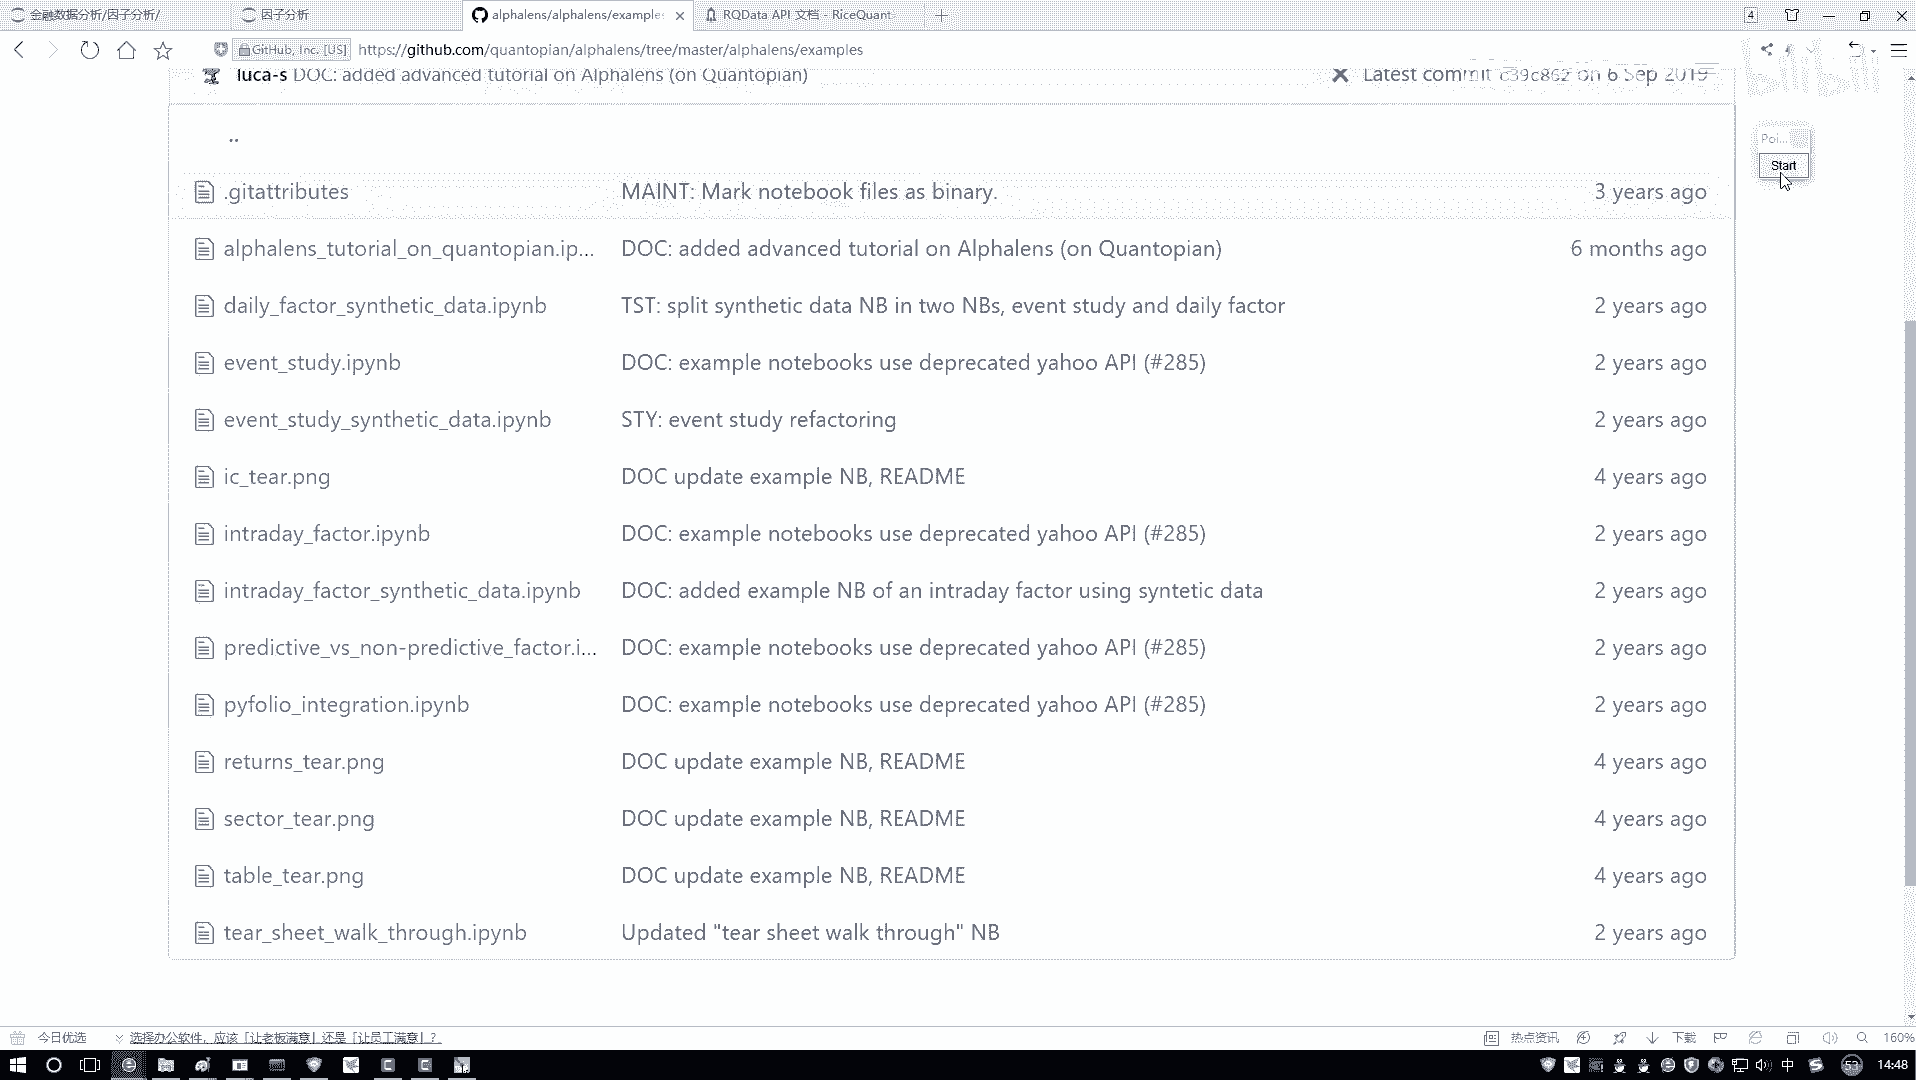 金融数据分析/因子分析/
因子分析
alphalens/alphalens/examples
RQData API 文档 - RiceQuant
4
GitHub, Inc. [US]
https://github.com/quantopian/alphalens/tree/master/alphalens/examples
luca-s DOC: added advanced tutorial on Alphalens (on Quantopian)
Latest commit c39c862 on 6 Sep 2019
bilibili
..
Poi...
Start
.gitattributes MAINT: Mark notebook files as binary. 3 years ago
alphalens_tutorial_on_quantopian.ip... DOC: added advanced tutorial on Alphalens (on Quantopian) 6 months ago
daily_factor_synthetic_data.ipynb TST: split synthetic data NB in two NBs, event study and daily factor 2 years ago
event_study.ipynb DOC: example notebooks use deprecated yahoo API (#285) 2 years ago
event_study_synthetic_data.ipynb STY: event study refactoring 2 years ago
ic_tear.png DOC update example NB, README 4 years ago
intraday_factor.ipynb DOC: example notebooks use deprecated yahoo API (#285) 2 years ago
intraday_factor_synthetic_data.ipynb DOC: added example NB of an intraday factor using syntetic data 2 years ago
predictive_vs_non-predictive_factor.i... DOC: example notebooks use deprecated yahoo API (#285) 2 years ago
pyfolio_integration.ipynb DOC: example notebooks use deprecated yahoo API (#285) 2 years ago
returns_tear.png DOC update example NB, README 4 years ago
sector_tear.png DOC update example NB, README 4 years ago
table_tear.png DOC update example NB, README 4 years ago
tear_sheet_walk_through.ipynb Updated "tear sheet walk through" NB 2 years ago
今日优选 选择办公软件，应该「让老板满意」还是「让员工满意」？ 热点资讯 下载 160%
中 53 14:48